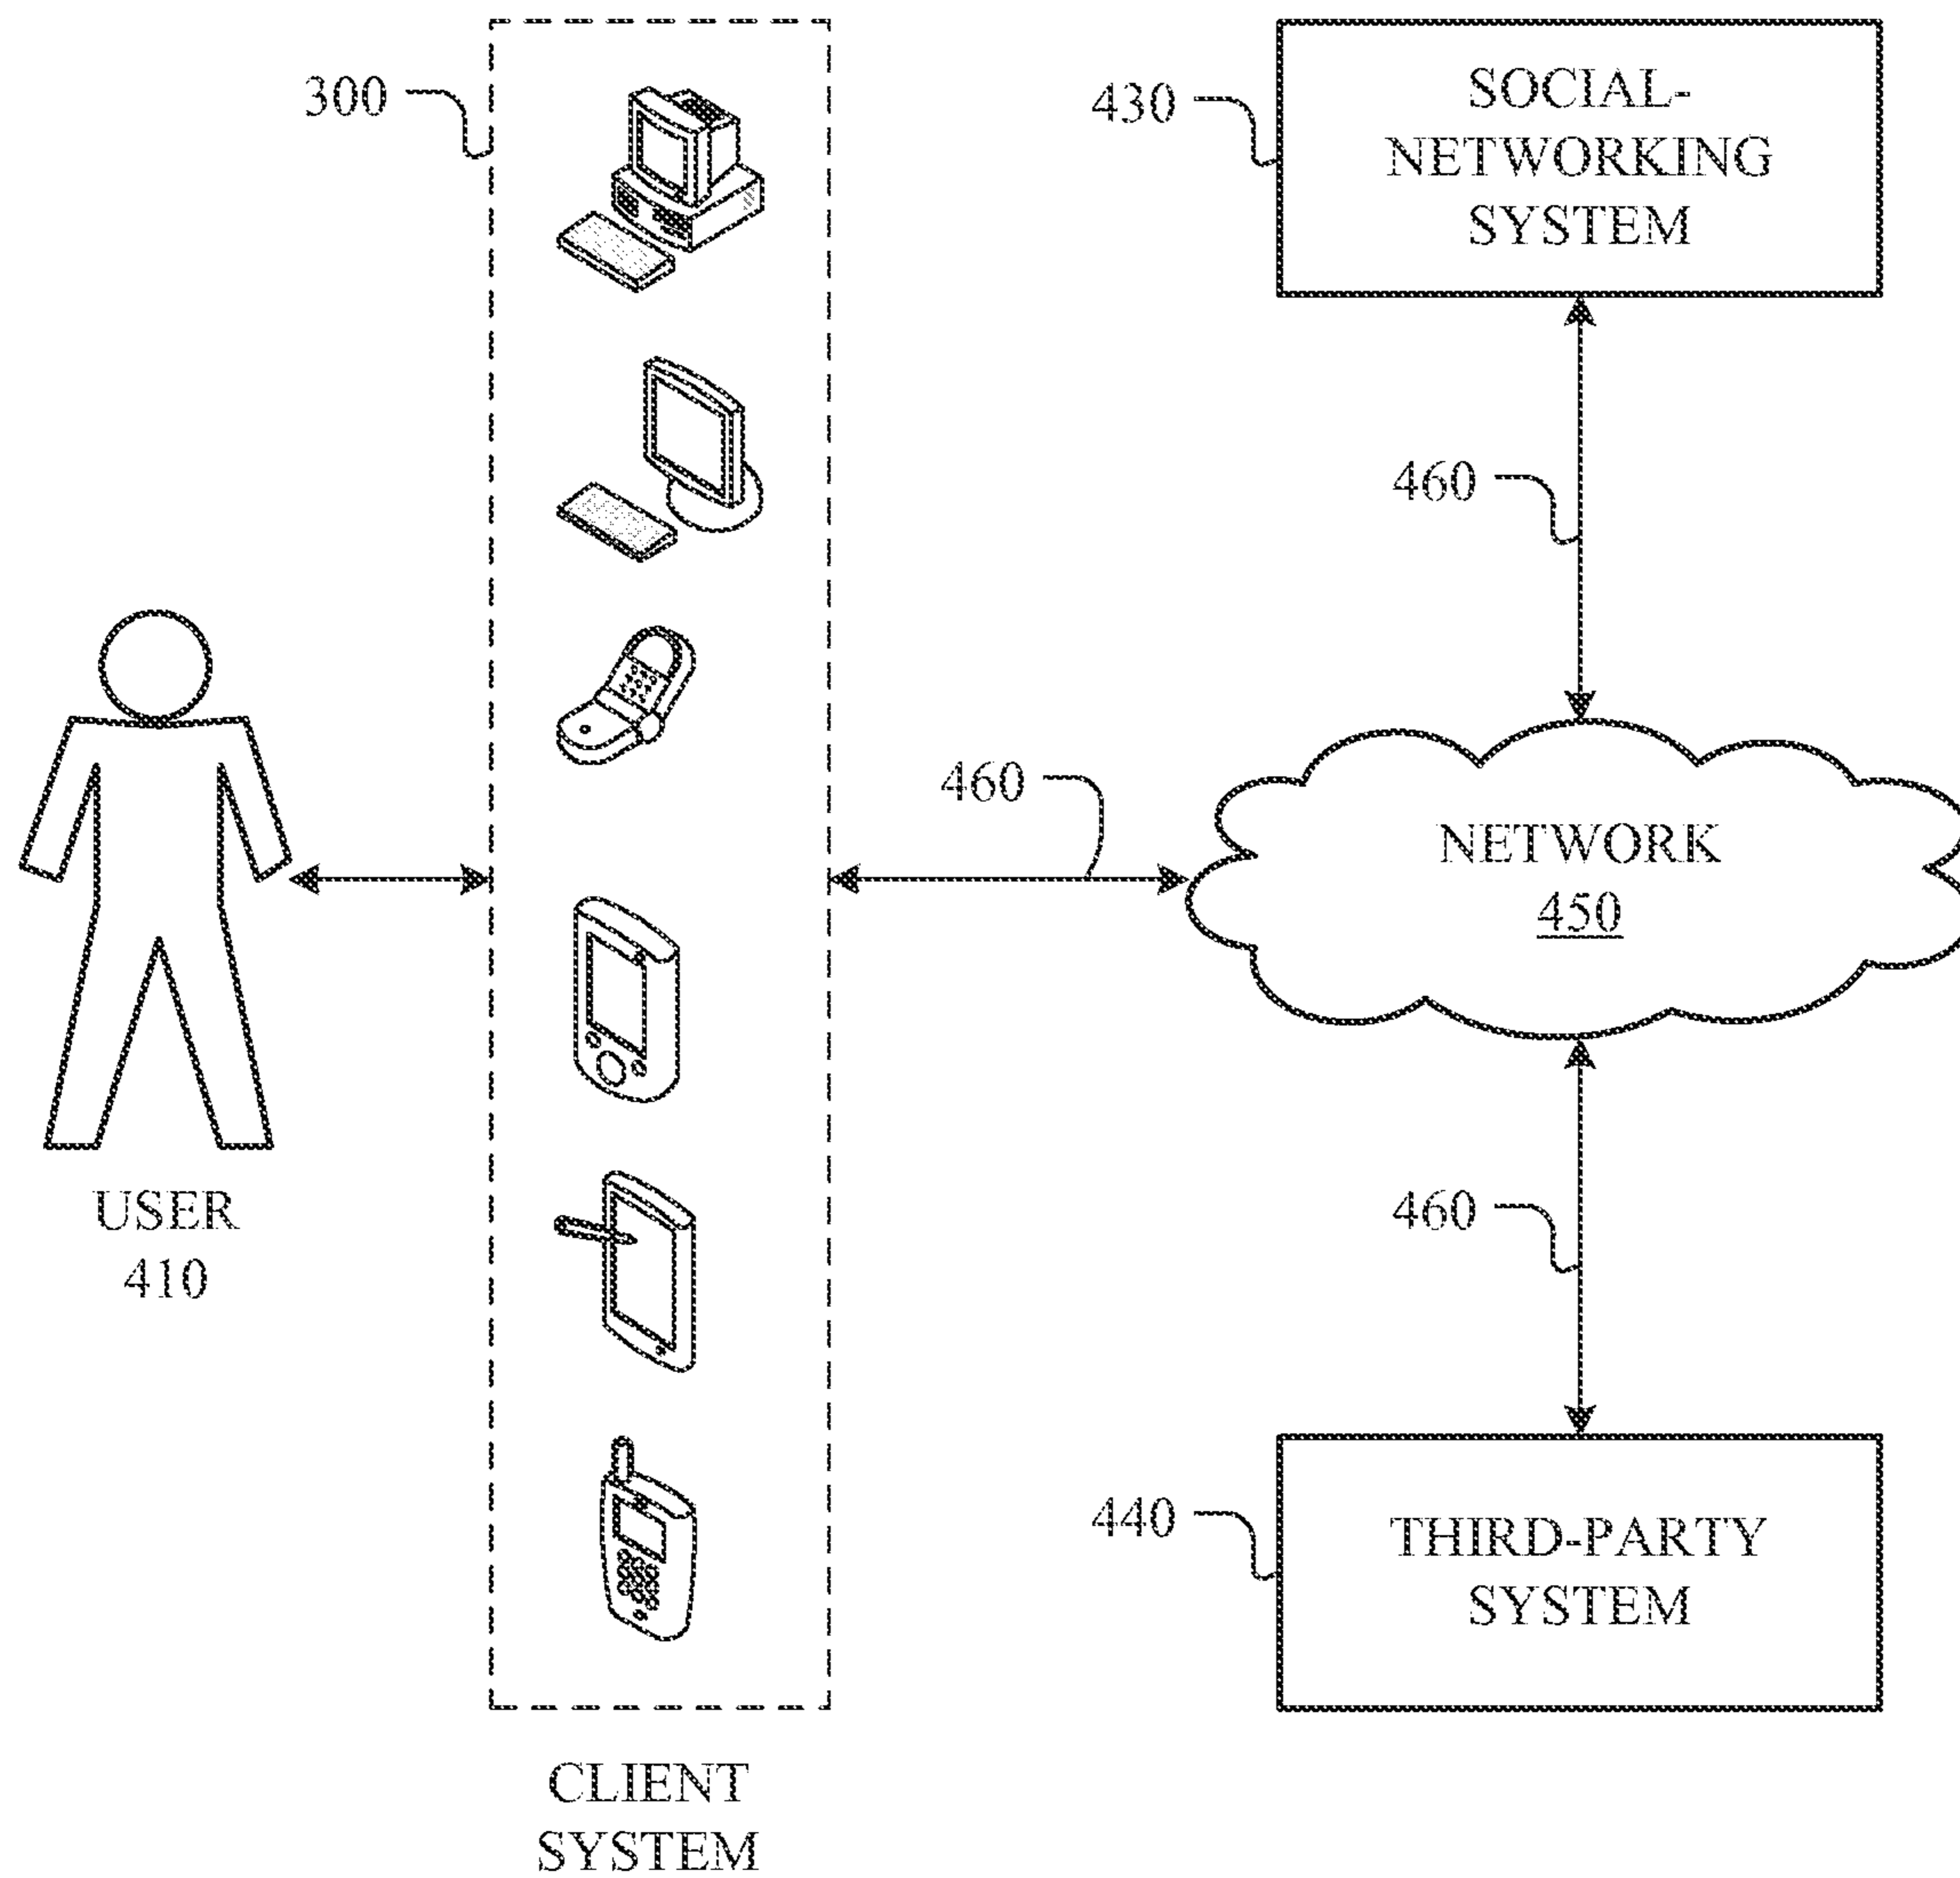 300
430
SOCIAL-
NETWORKING
SYSTEM
460
460
NETWORK
450
USER
410
460
440
THIRD-PARTY
SYSTEM
CLIENT
SYSTEM